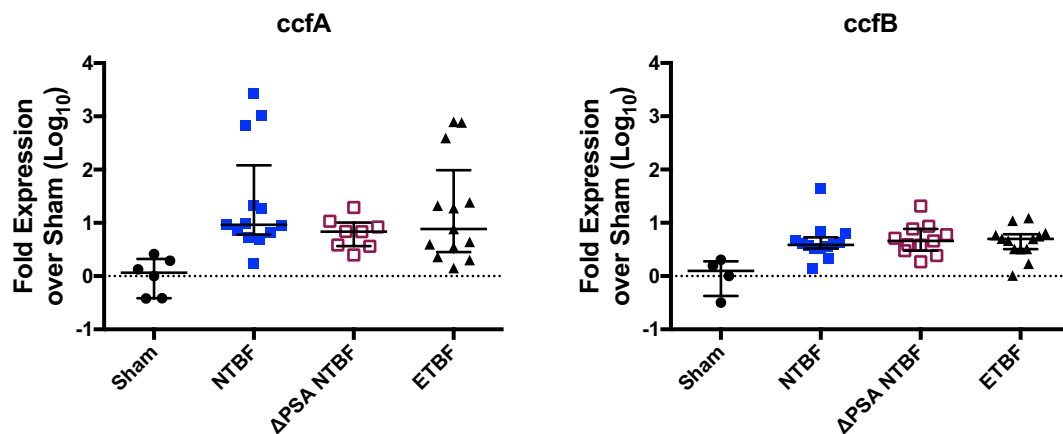 ccfA
Fold Expression
over Sham (Log10)
4
3
2
1
0
-1
Sham
NTBF
ΔPSA NTBF
ETBF
ccfB
Fold Expression
over Sham (Log10)
4
3
2
1
0
-1
Sham
NTBF
ΔPSA NTBF
ETBF